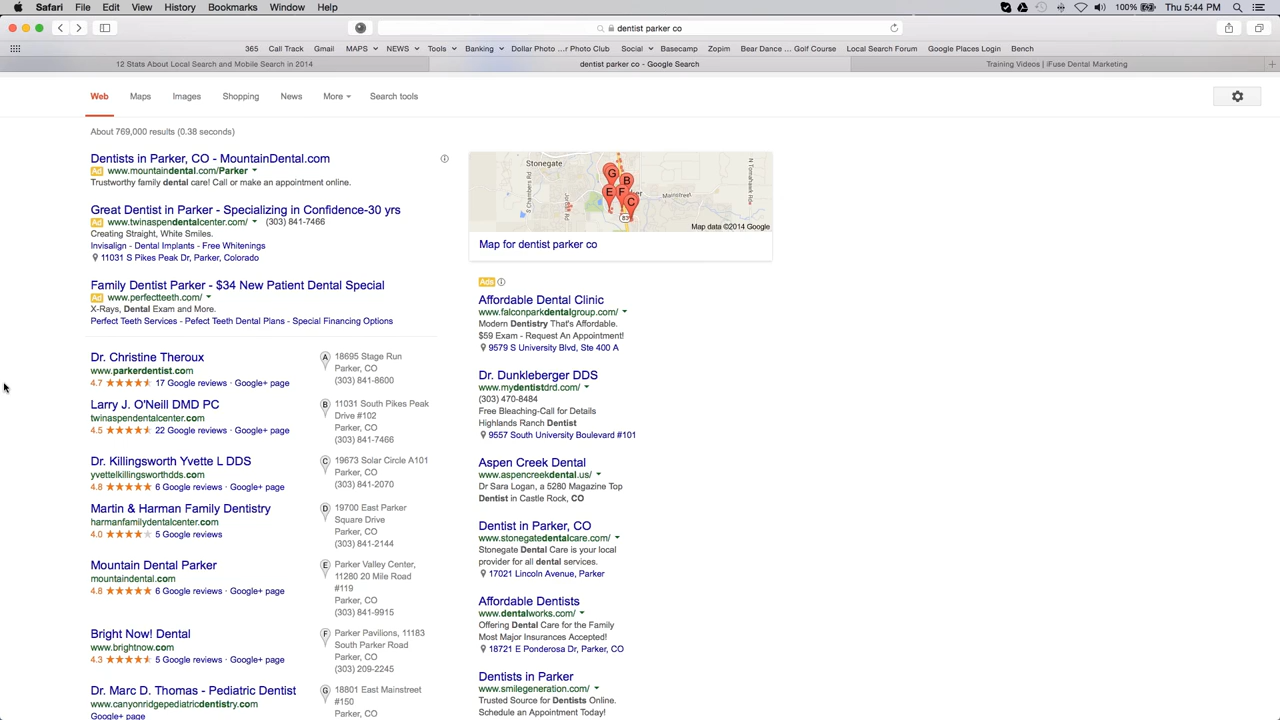 Safari File Edit View History Bookmarks Window Help
100% Thu 5:44 PM
dentist parker co
365 Call Track Gmail MAPS NEWS Tools Banking Dollar Photo ...r Photo Club Social Basecamp Zopim Bear Dance ... Golf Course Local Search Forum Google Places Login Bench
12 Stats About Local Search and Mobile Search in 2014
dentist parker co - Google Search
Training Videos | iFuse Dental Marketing
Web Maps Images Shopping News More Search tools
About 769,000 results (0.38 seconds)
Dentists in Parker, CO - MountainDental.com
Ad www.mountaindental.com/Parker
Trustworthy family dental care! Call or make an appointment online.
Great Dentist in Parker - Specializing in Confidence-30 yrs
Ad www.twinaspendentalcenter.com/ (303) 841-7466
Creating Straight, White Smiles.
Invisalign - Dental Implants - Free Whitenings
11031 S Pikes Peak Dr, Parker, Colorado
Family Dentist Parker - $34 New Patient Dental Special
Ad www.perfectteeth.com/
X-Rays, Dental Exam and More.
Perfect Teeth Services - Pefect Teeth Dental Plans - Special Financing Options
Dr. Christine Theroux
www.parkerdentist.com
4.7 17 Google reviews · Google+ page
A 18695 Stage Run
Parker, CO
(303) 841-8600
Larry J. O'Neill DMD PC
twinaspendentalcenter.com
4.5 22 Google reviews · Google+ page
B 11031 South Pikes Peak
Drive #102
Parker, CO
(303) 841-7466
Dr. Killingsworth Yvette L DDS
yvettelkillingsworthdds.com
4.8 6 Google reviews · Google+ page
C 19673 Solar Circle A101
Parker, CO
(303) 841-2070
Martin & Harman Family Dentistry
harmanfamilydentalcenter.com
4.0 5 Google reviews
D 19700 East Parker
Square Drive
Parker, CO
(303) 841-2144
Mountain Dental Parker
mountaindental.com
4.8 6 Google reviews · Google+ page
E Parker Valley Center,
11280 20 Mile Road
#119
Parker, CO
(303) 841-9915
Bright Now! Dental
www.brightnow.com
4.3 5 Google reviews · Google+ page
F Parker Pavilions, 11183
South Parker Road
Parker, CO
(303) 209-2245
Dr. Marc D. Thomas - Pediatric Dentist
www.canyonridgepediatricdentistry.com
Google+ page
G 18801 East Mainstreet
#150
Parker, CO
Stonegate
S Chambers Rd
Jordan Rd
Mainstreet
N Tomahawk Rd
G B E F C
83
Map data ©2014 Google
Map for dentist parker co
Ads
Affordable Dental Clinic
www.falconparkdentalgroup.com/
Modern Dentistry That's Affordable.
$59 Exam - Request An Appointment!
9579 S University Blvd, Ste 400 A
Dr. Dunkleberger DDS
www.mydentistdrd.com/
(303) 470-8484
Free Bleaching-Call for Details
Highlands Ranch Dentist
9557 South University Boulevard #101
Aspen Creek Dental
www.aspencreekdental.us/
Dr Sara Logan, a 5280 Magazine Top
Dentist in Castle Rock, CO
Dentist in Parker, CO
www.stonegatedentalcare.com/
Stonegate Dental Care is your local
provider for all dental services.
17021 Lincoln Avenue, Parker
Affordable Dentists
www.dentalworks.com/
Offering Dental Care for the Family
Most Major Insurances Accepted!
18721 E Ponderosa Dr, Parker, CO
Dentists in Parker
www.smilegeneration.com/
Trusted Source for Dentists Online.
Schedule an Appointment Today!